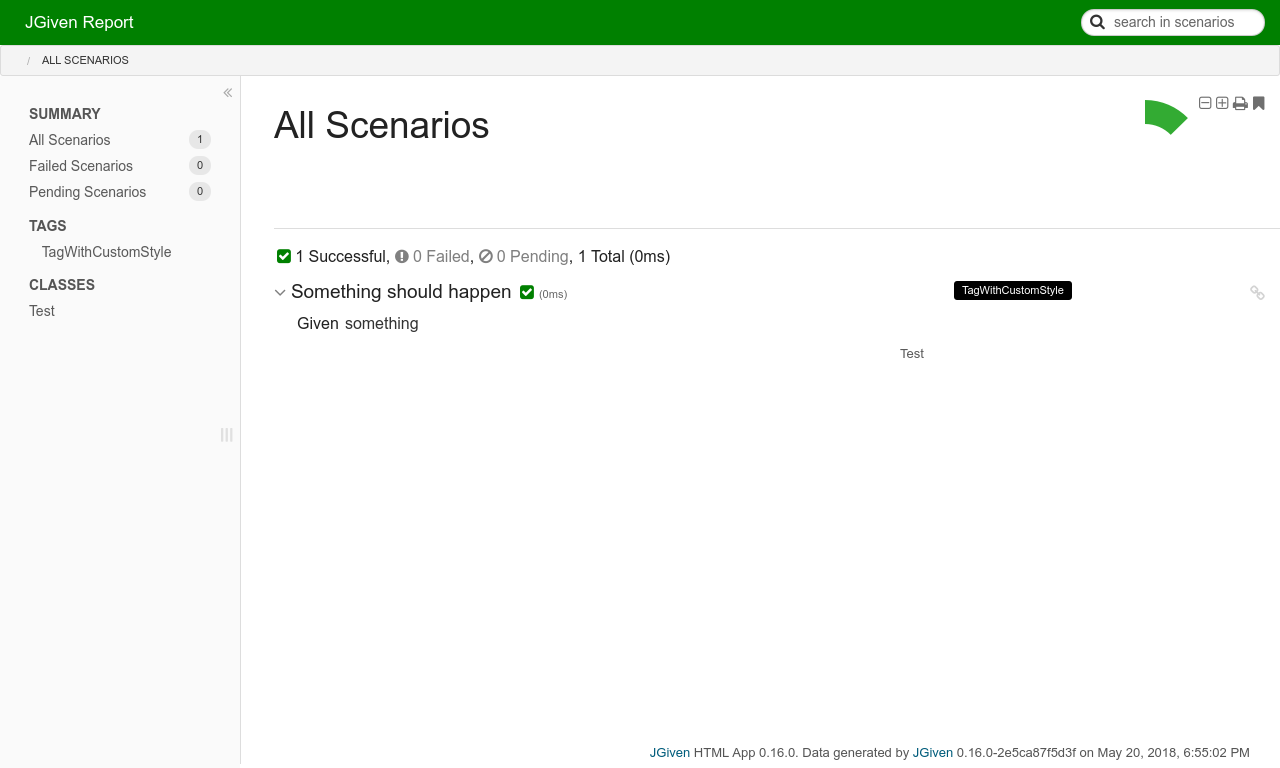 JGiven Report
search in scenarios
/ ALL SCENARIOS
SUMMARY
All Scenarios 1
Failed Scenarios 0
Pending Scenarios 0
TAGS
TagWithCustomStyle
CLASSES
Test
All Scenarios
1 Successful, 0 Failed, 0 Pending, 1 Total (0ms)
Something should happen (0ms) TagWithCustomStyle
Given something
Test
JGiven HTML App 0.16.0. Data generated by JGiven 0.16.0-2e5ca87f5d3f on May 20, 2018, 6:55:02 PM